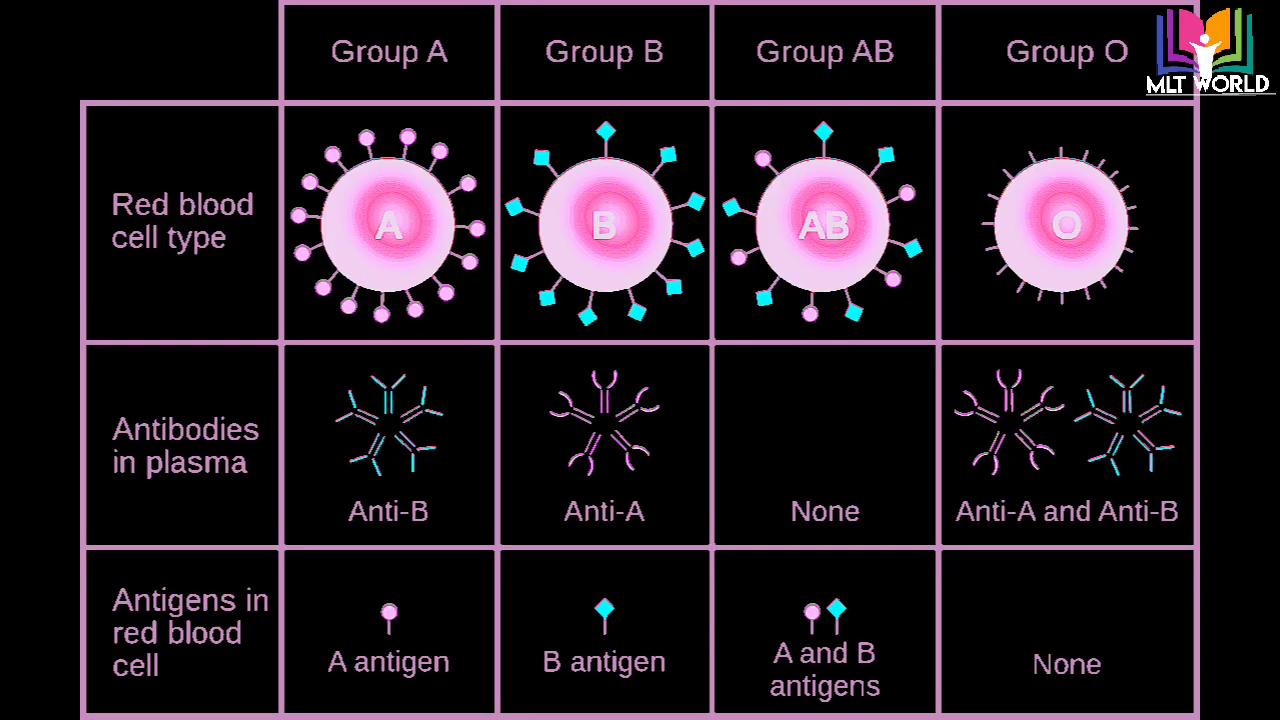 Group A
Group B
Group AB
Group O
MLT WORLD
Red blood
cell type
A
B
AB
O
Antibodies
in plasma
Anti-B
Anti-A
None
Anti-A and Anti-B
Antigens in
red blood
cell
A antigen
B antigen
A and B
antigens
None